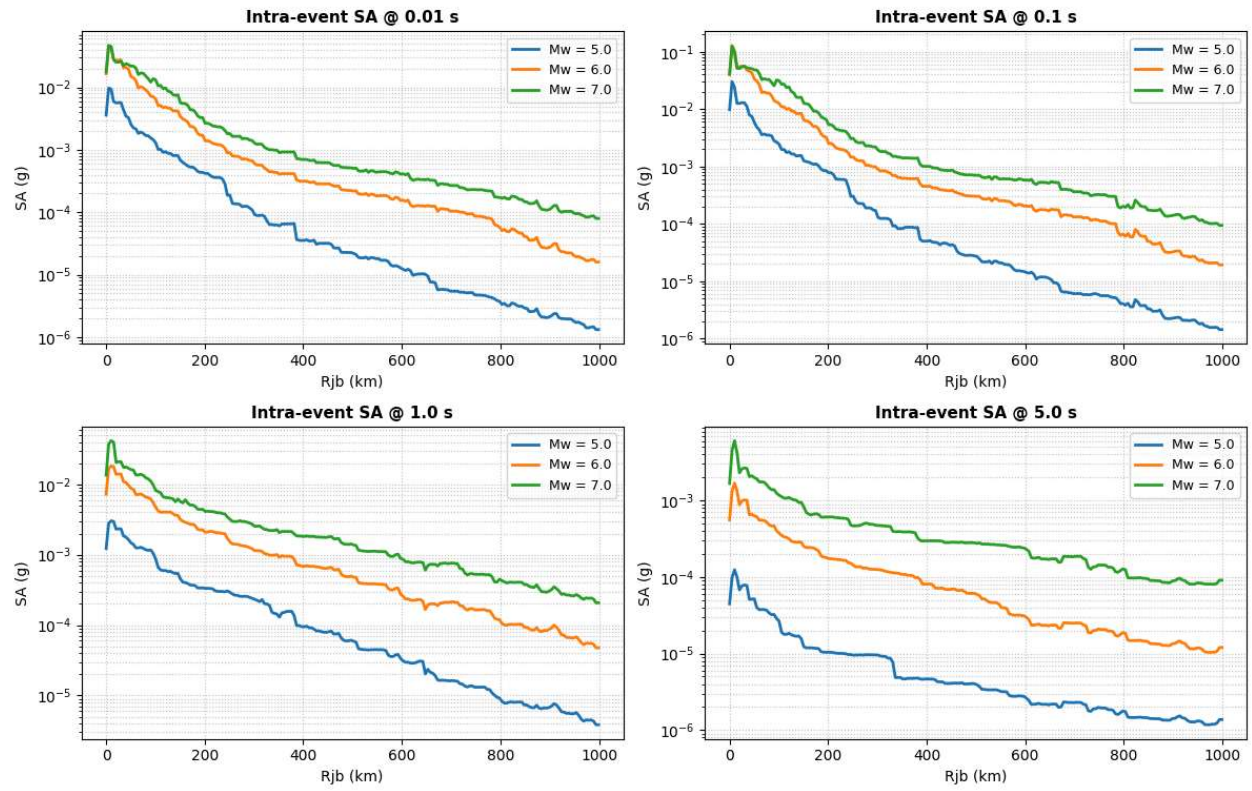 Intra-event SA @ 0.01 s
SA (g)
10⁻²
10⁻³
10⁻⁴
10⁻⁵
10⁻⁶
Mw = 5.0
Mw = 6.0
Mw = 7.0
0 200 400 600 800 1000
Rjb (km)
Intra-event SA @ 0.1 s
SA (g)
10⁻¹
10⁻²
10⁻³
10⁻⁴
10⁻⁵
10⁻⁶
Mw = 5.0
Mw = 6.0
Mw = 7.0
0 200 400 600 800 1000
Rjb (km)
Intra-event SA @ 1.0 s
SA (g)
10⁻²
10⁻³
10⁻⁴
10⁻⁵
Mw = 5.0
Mw = 6.0
Mw = 7.0
0 200 400 600 800 1000
Rjb (km)
Intra-event SA @ 5.0 s
SA (g)
10⁻³
10⁻⁴
10⁻⁵
10⁻⁶
Mw = 5.0
Mw = 6.0
Mw = 7.0
0 200 400 600 800 1000
Rjb (km)